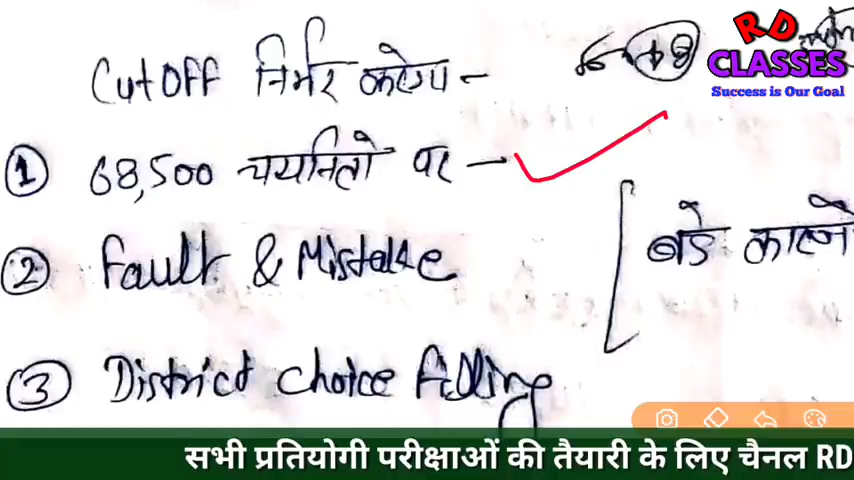 RD
CLASSES
Success is Our Goal
CutOff निर्भर करेगा -
① 68,500 चयनितो पर -
② Fault & Mistake
[ बडे कालेजो
③ District choice filling
सभी प्रतियोगी परीक्षाओं की तैयारी के लिए चैनल RD